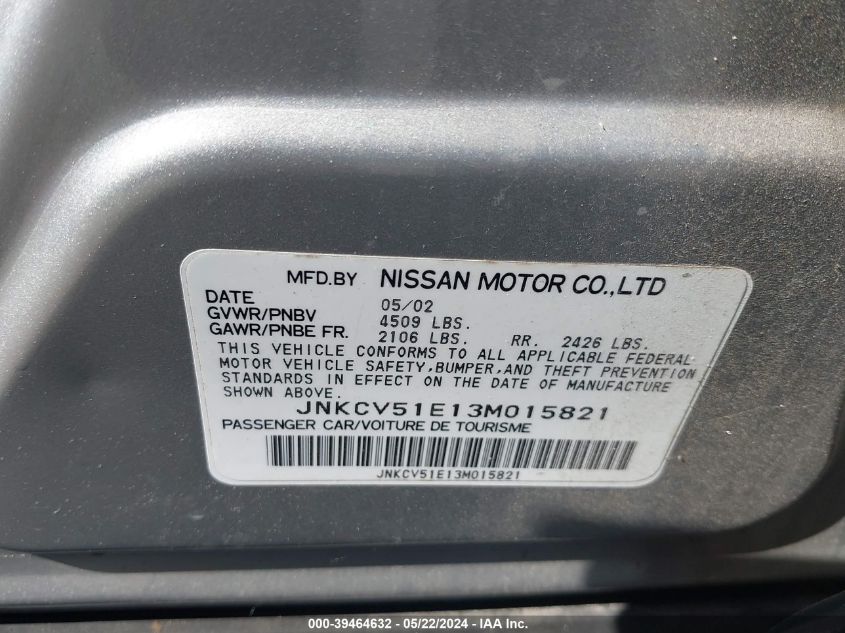 MFD.BY NISSAN MOTOR CO.,LTD
DATE 05/02
GVWR/PNBV 4509 LBS.
GAWR/PNBE FR. 2106 LBS. RR. 2426 LBS.
THIS VEHICLE CONFORMS TO ALL APPLICABLE FEDERAL
MOTOR VEHICLE SAFETY,BUMPER,AND THEFT PREVENTION
STANDARDS IN EFFECT ON THE DATE OF MANUFACTURE
SHOWN ABOVE.
JNKCV51E13M015821
PASSENGER CAR/VOITURE DE TOURISME
JNKCV51E13M015821
000-39464632 - 05/22/2024 - IAA Inc.